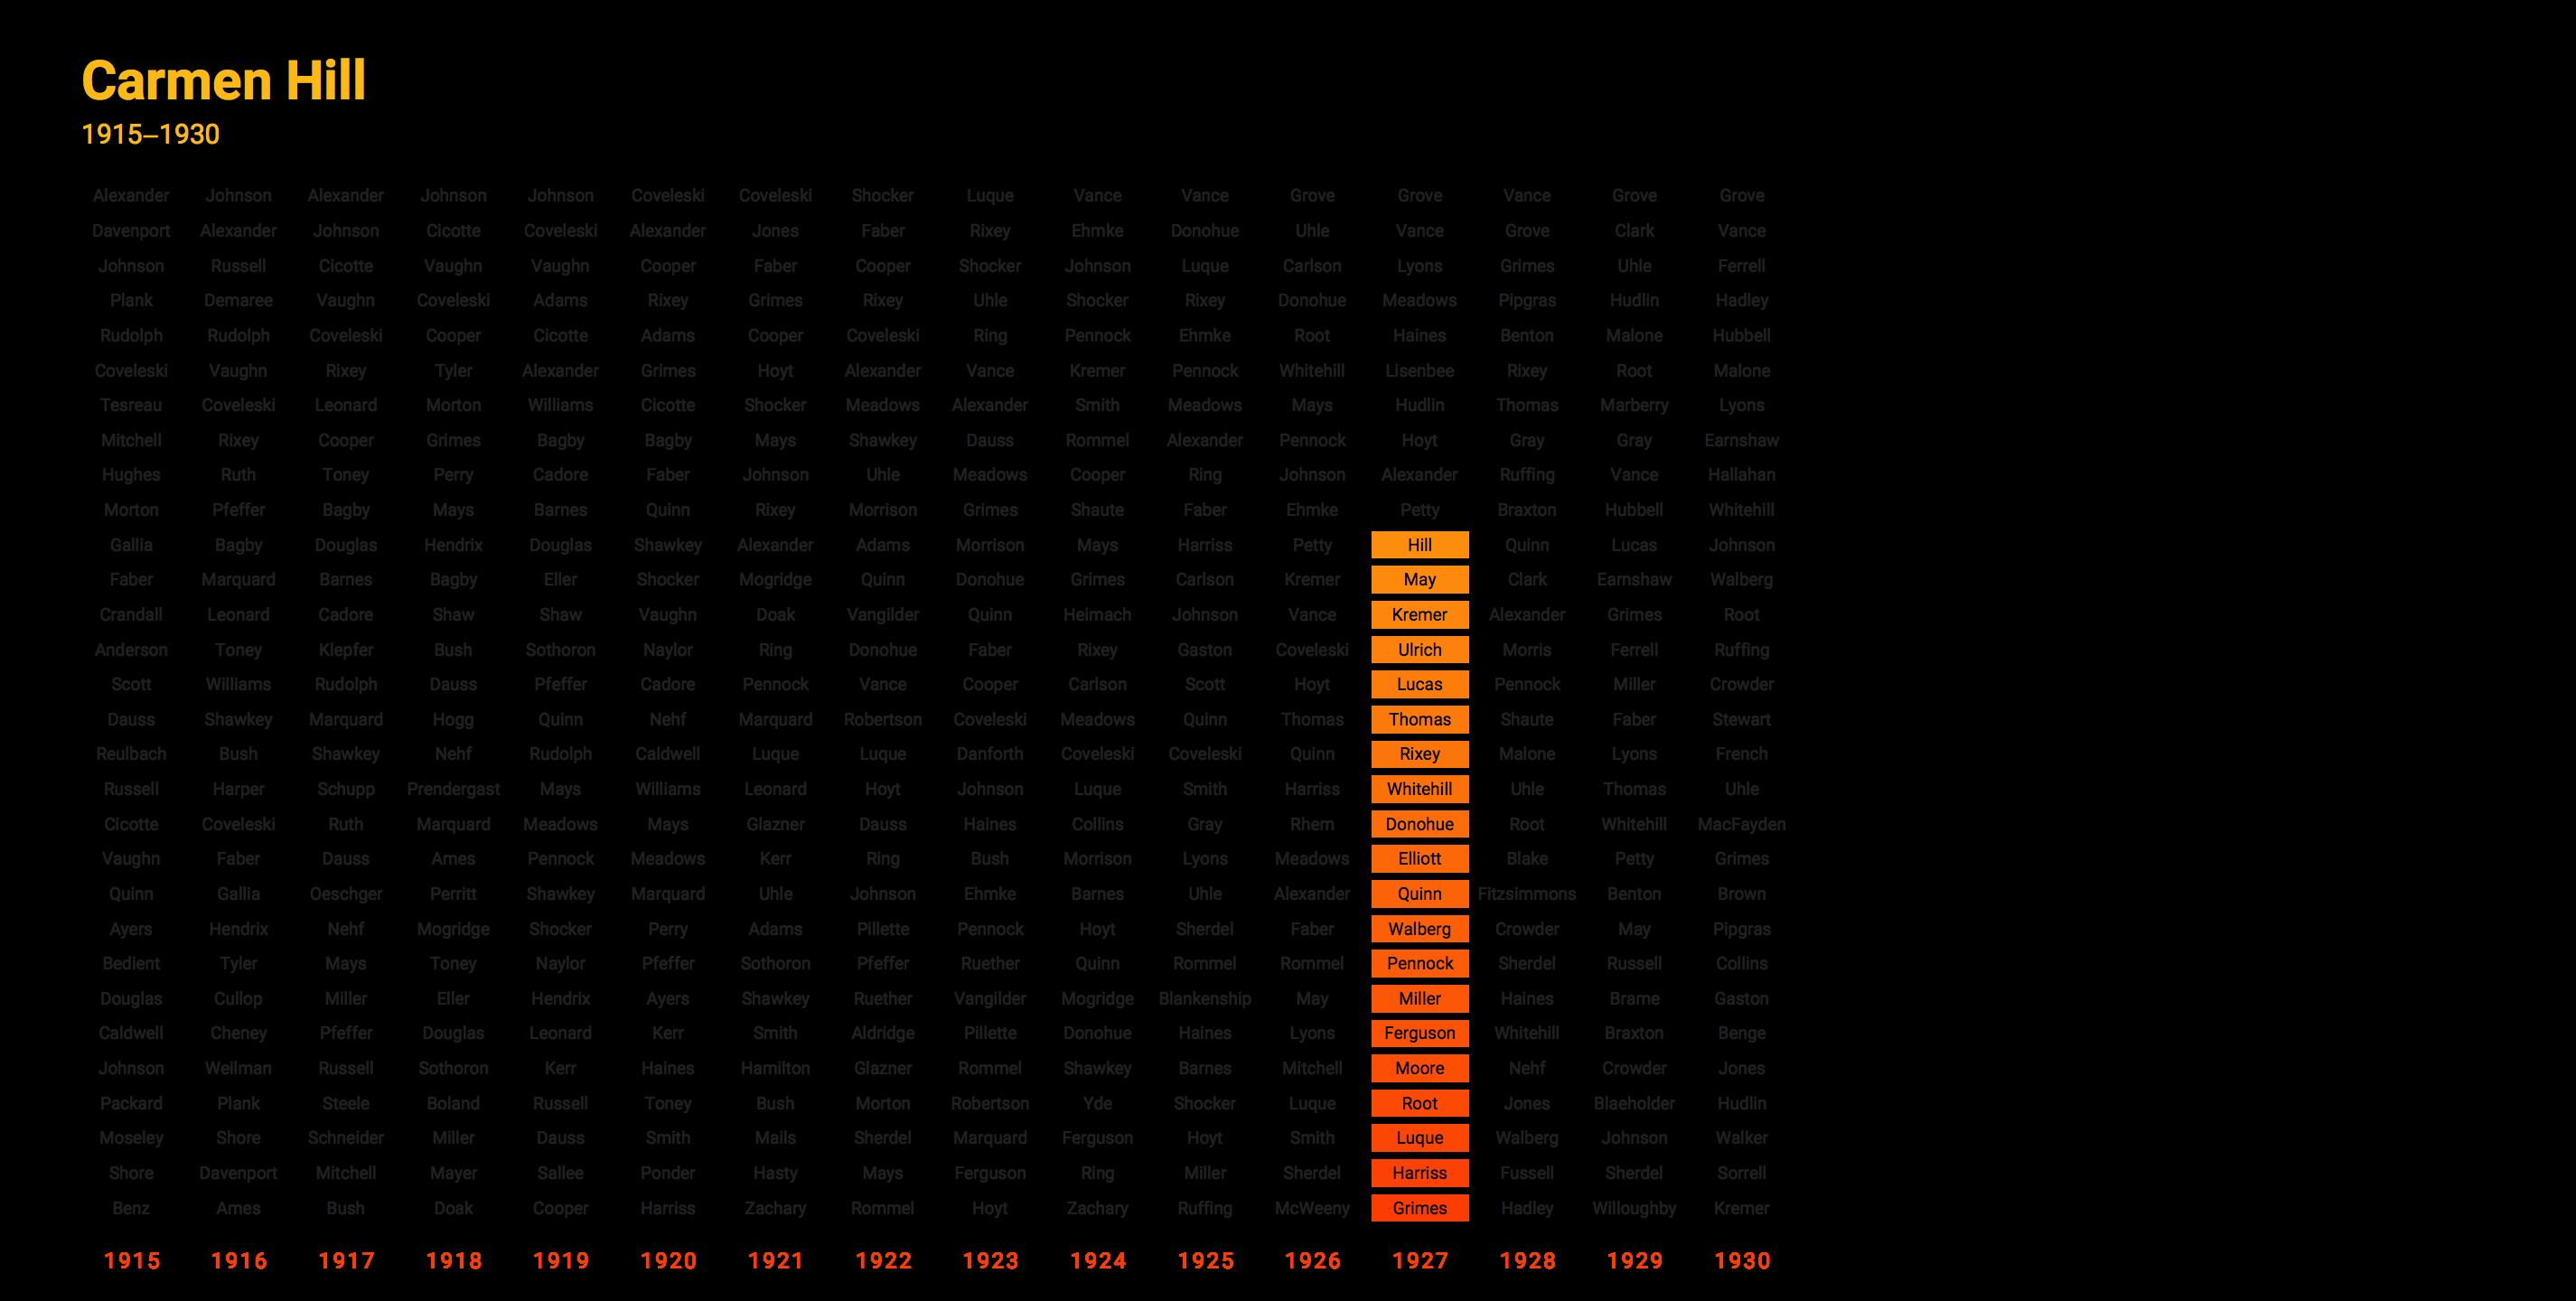 Carmen Hill
1915–1930
Alexander Johnson Alexander Johnson Johnson Coveleski Coveleski Shocker Luque Vance Vance Grove Grove Vance Grove Grove
Davenport Alexander Johnson Cicotte Coveleski Alexander Jones Faber Rixey Ehmke Donohue Uhle Vance Grove Clark Vance
Johnson Russell Cicotte Vaughn Vaughn Cooper Faber Cooper Shocker Johnson Luque Carlson Lyons Grimes Uhle Ferrell
Plank Demaree Vaughn Coveleski Adams Rixey Grimes Rixey Uhle Shocker Rixey Donohue Meadows Pipgras Hudlin Hadley
Rudolph Rudolph Coveleski Cooper Cicotte Adams Cooper Coveleski Ring Pennock Ehmke Root Haines Benton Malone Hubbell
Coveleski Vaughn Rixey Tyler Alexander Grimes Hoyt Alexander Vance Kremer Pennock Whitehill Lisenbee Rixey Root Malone
Tesreau Coveleski Leonard Morton Williams Cicotte Shocker Meadows Alexander Smith Meadows Mays Hudlin Thomas Marberry Lyons
Mitchell Rixey Cooper Grimes Bagby Bagby Mays Shawkey Dauss Rommel Alexander Pennock Hoyt Gray Gray Earnshaw
Hughes Ruth Toney Perry Cadore Faber Johnson Uhle Meadows Cooper Ring Johnson Alexander Ruffing Vance Hallahan
Morton Pfeffer Bagby Mays Barnes Quinn Rixey Morrison Grimes Shaute Faber Ehmke Petty Braxton Hubbell Whitehill
Gallia Bagby Douglas Hendrix Douglas Shawkey Alexander Adams Morrison Mays Harriss Petty Hill Quinn Lucas Johnson
Faber Marquard Barnes Bagby Eller Shocker Mogridge Quinn Donohue Grimes Carlson Kremer May Clark Earnshaw Walberg
Crandall Leonard Cadore Shaw Shaw Vaughn Doak Vangilder Quinn Heimach Johnson Vance Kremer Alexander Grimes Root
Anderson Toney Klepfer Bush Sothoron Naylor Ring Donohue Faber Rixey Gaston Coveleski Ulrich Morris Ferrell Ruffing
Scott Williams Rudolph Dauss Pfeffer Cadore Pennock Vance Cooper Carlson Scott Hoyt Lucas Pennock Miller Crowder
Dauss Shawkey Marquard Hogg Quinn Nehf Marquard Robertson Coveleski Meadows Quinn Thomas Thomas Shaute Faber Stewart
Reulbach Bush Shawkey Nehf Rudolph Caldwell Luque Luque Danforth Coveleski Coveleski Quinn Rixey Malone Lyons French
Russell Harper Schupp Prendergast Mays Williams Leonard Hoyt Johnson Luque Smith Harriss Whitehill Uhle Thomas Uhle
Cicotte Coveleski Ruth Marquard Meadows Mays Glazner Dauss Haines Collins Gray Rhem Donohue Root Whitehill MacFayden
Vaughn Faber Dauss Ames Pennock Meadows Kerr Ring Bush Morrison Lyons Meadows Elliott Blake Petty Grimes
Quinn Gallia Oeschger Perritt Shawkey Marquard Uhle Johnson Ehmke Barnes Uhle Alexander Quinn Fitzsimmons Benton Brown
Ayers Hendrix Nehf Mogridge Shocker Perry Adams Pillette Pennock Hoyt Sherdel Faber Walberg Crowder May Pipgras
Bedient Tyler Mays Toney Naylor Pfeffer Sothoron Pfeffer Ruether Quinn Rommel Rommel Pennock Sherdel Russell Collins
Douglas Cullop Miller Eller Hendrix Ayers Shawkey Ruether Vangilder Mogridge Blankenship May Miller Haines Brame Gaston
Caldwell Cheney Pfeffer Douglas Leonard Kerr Smith Aldridge Pillette Donohue Haines Lyons Ferguson Whitehill Braxton Benge
Johnson Weilman Russell Sothoron Kerr Haines Hamilton Glazner Rommel Shawkey Barnes Mitchell Moore Nehf Crowder Jones
Packard Plank Steele Boland Russell Toney Bush Morton Robertson Yde Shocker Luque Root Jones Blaeholder Hudlin
Moseley Shore Schneider Miller Dauss Smith Mails Sherdel Marquard Ferguson Hoyt Smith Luque Walberg Johnson Walker
Shore Davenport Mitchell Mayer Sallee Ponder Hasty Mays Ferguson Ring Miller Sherdel Harriss Fussell Sherdel Sorrell
Benz Ames Bush Doak Cooper Harriss Zachary Rommel Hoyt Zachary Ruffing McWeeny Grimes Hadley Willoughby Kremer
1915 1916 1917 1918 1919 1920 1921 1922 1923 1924 1925 1926 1927 1928 1929 1930